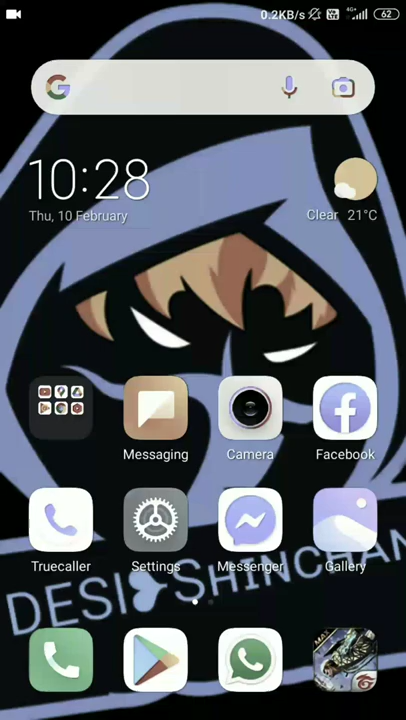 0.2KB/s 4G+ 62
10:28
Thu, 10 February
Clear 21°C
Messaging
Camera
Facebook
Truecaller
Settings
Messenger
Gallery
DESI SHINCHAN